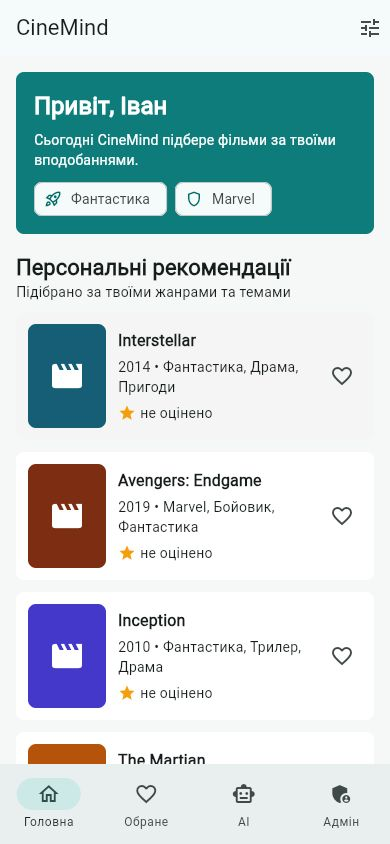 CineMind
Привіт, Іван
Сьогодні CineMind підбере фільми за твоїми
вподобаннями.
Фантастика
Marvel
Персональні рекомендації
Підібрано за твоїми жанрами та темами
Interstellar
2014 • Фантастика, Драма,
Пригоди
не оцінено
Avengers: Endgame
2019 • Marvel, Бойовик,
Фантастика
не оцінено
Inception
2010 • Фантастика, Трилер,
Драма
не оцінено
The Martian
Головна
Обране
AI
Адмін